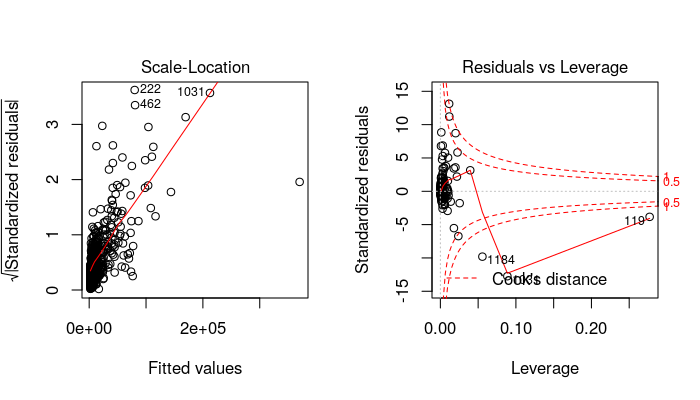 Scale-Location
√|Standardized residuals|
3
2
1
0
222
462
1031
0e+00
2e+05
Fitted values
Residuals vs Leverage
Standardized residuals
15
10
5
0
-5
-15
1
0.5
0.5
1
119
1184
Cook's distance
0.00
0.10
0.20
Leverage